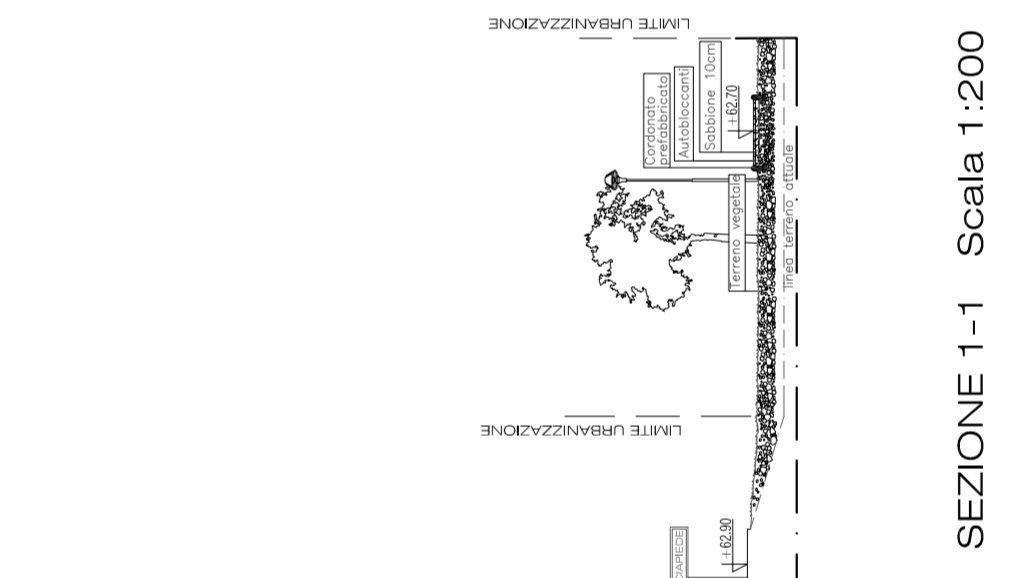 LIMITE URBANIZZAZIONE
Cordonato
prefabbricato
Autobloccanti
Sabbione 10cm
+62.70
Terreno vegetale
linea terreno attuale
LIMITE URBANIZZAZIONE
CIAPIEDE
+62.90
SEZIONE 1-1 Scala 1:200